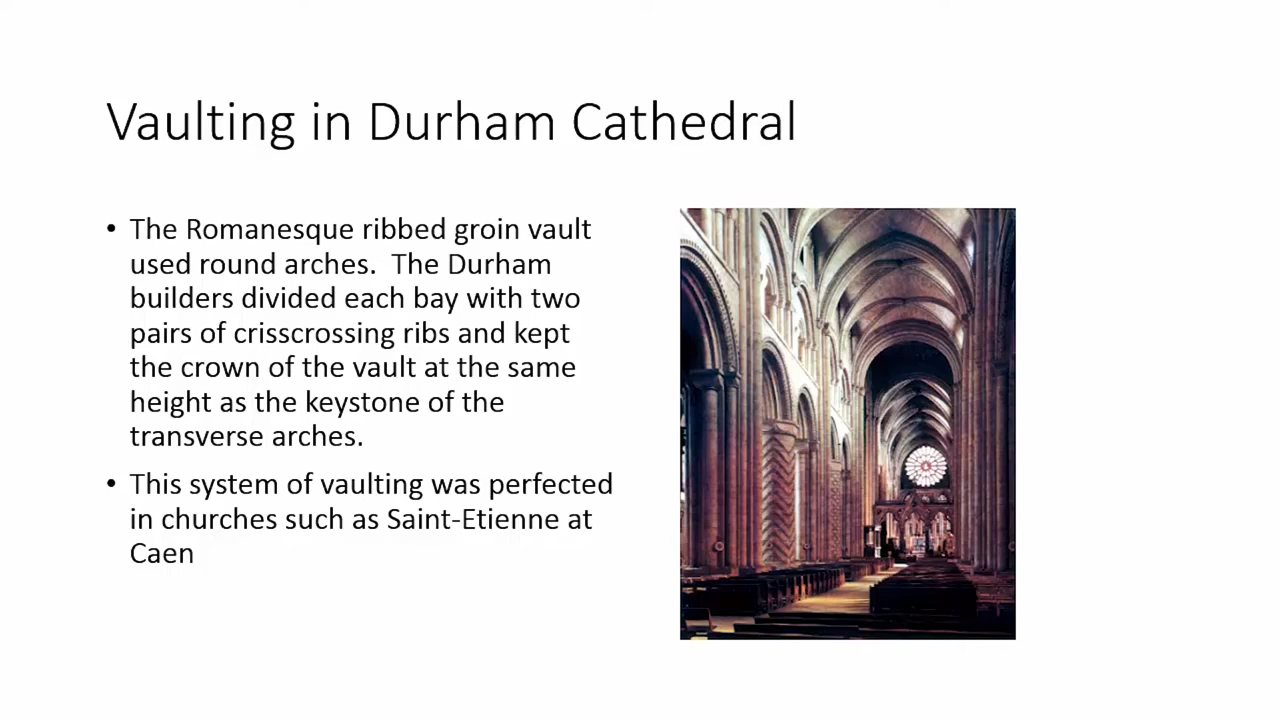 Vaulting in Durham Cathedral
• The Romanesque ribbed groin vault
used round arches.  The Durham
builders divided each bay with two
pairs of crisscrossing ribs and kept
the crown of the vault at the same
height as the keystone of the
transverse arches.
• This system of vaulting was perfected
in churches such as Saint-Etienne at
Caen